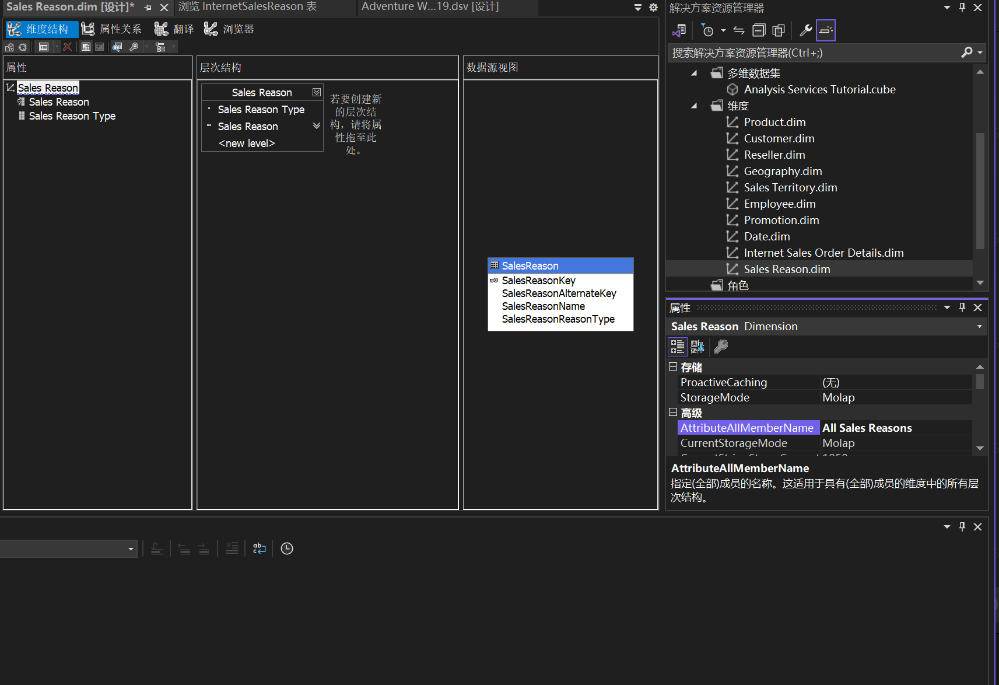 Sales Reason.dim [设计]*
浏览 InternetSalesReason 表
Adventure W...19.dsv [设计]
维度结构
属性关系
翻译
浏览器
属性
Sales Reason
Sales Reason
Sales Reason Type
层次结构
Sales Reason
Sales Reason Type
Sales Reason
<new level>
若要创建新
的层次结
构，请将属
性拖至此
处。
数据源视图
SalesReason
SalesReasonKey
SalesReasonAlternateKey
SalesReasonName
SalesReasonReasonType
解决方案资源管理器
搜索解决方案资源管理器(Ctrl+;)
多维数据集
Analysis Services Tutorial.cube
维度
Product.dim
Customer.dim
Reseller.dim
Geography.dim
Sales Territory.dim
Employee.dim
Promotion.dim
Date.dim
Internet Sales Order Details.dim
Sales Reason.dim
角色
属性
Sales Reason Dimension
存储
ProactiveCaching (无)
StorageMode Molap
高级
AttributeAllMemberName All Sales Reasons
CurrentStorageMode Molap
AttributeAllMemberName
指定(全部)成员的名称。这适用于具有(全部)成员的维度中的所有层
次结构。